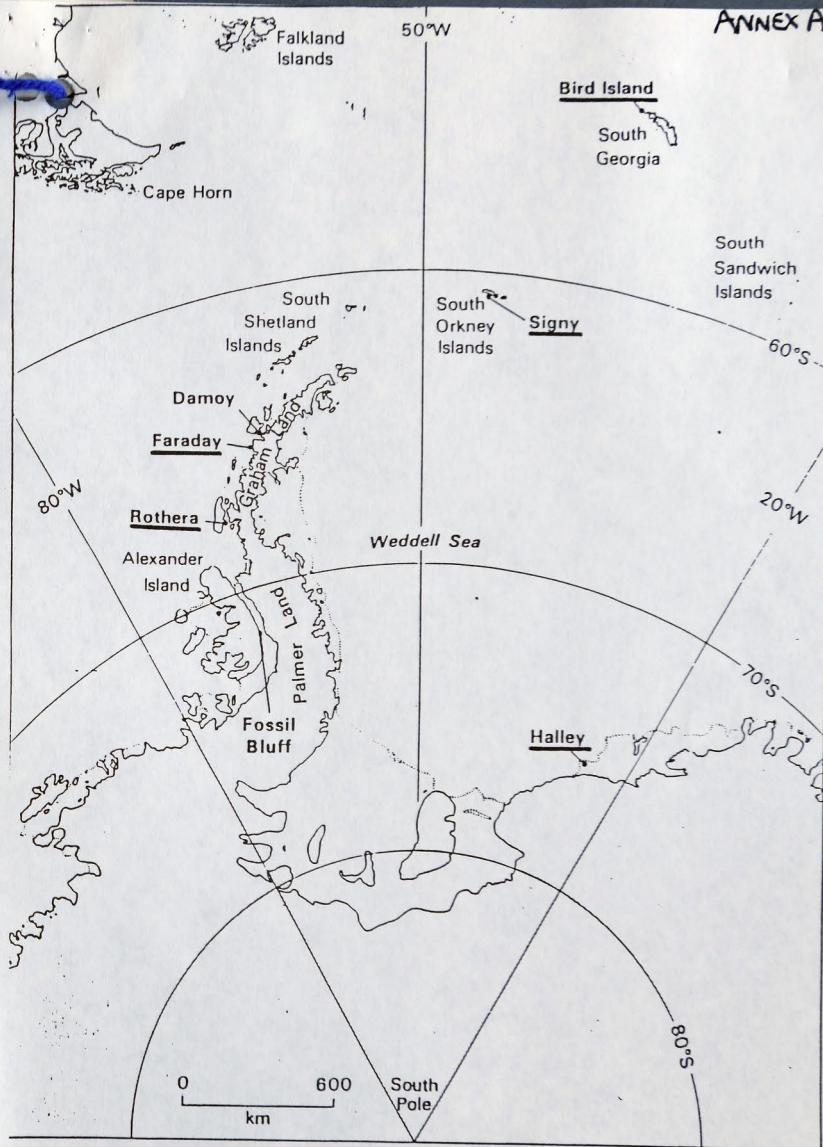 ANNEX A
Falkland
Islands
50°W
Bird Island
South
Georgia
Cape Horn
South
Sandwich
Islands
South
Shetland
Islands
South
Orkney
Islands
Signy
60°S
Damoy
Faraday
Graham Land
80°W
20°W
Rothera
Weddell Sea
Alexander
Island
Palmer Land
70°S
Fossil
Bluff
Halley
80°S
0 600
km
South
Pole